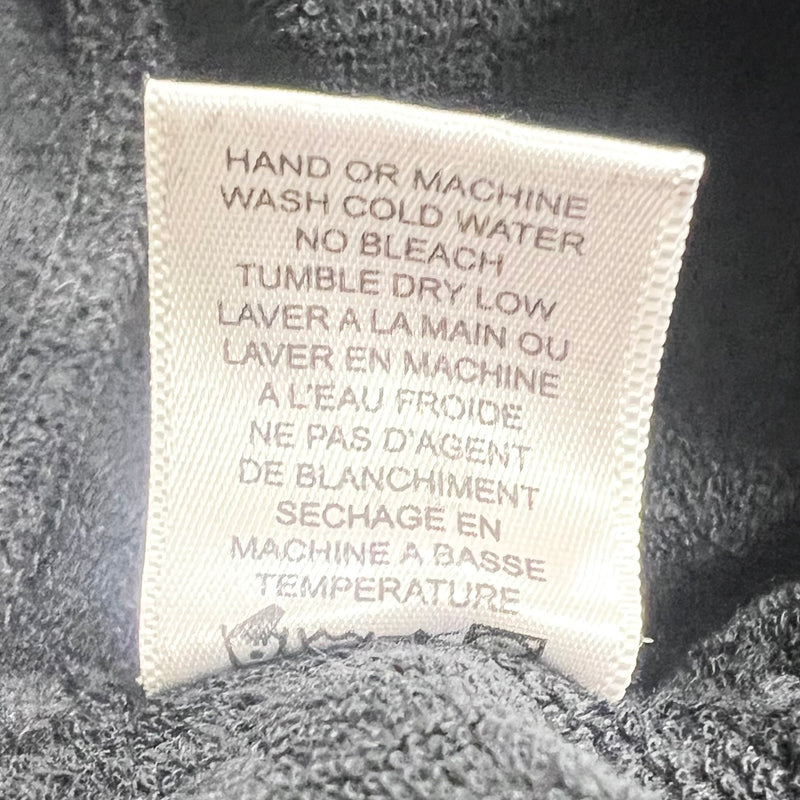 HAND OR MACHINE
WASH COLD WATER
NO BLEACH
TUMBLE DRY LOW
LAVER A LA MAIN OU
LAVER EN MACHINE
A L'EAU FROIDE
NE PAS D'AGENT
DE BLANCHIMENT
SECHAGE EN
MACHINE A BASSE
TEMPERATURE